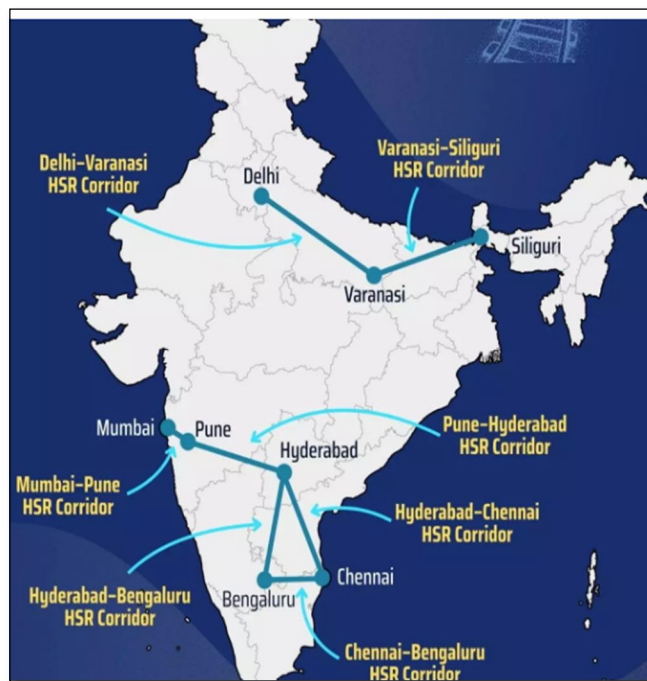 Delhi–Varanasi
HSR Corridor
Delhi
Varanasi–Siliguri
HSR Corridor
Siliguri
Varanasi
Mumbai
Pune
Pune–Hyderabad
HSR Corridor
Hyderabad
Mumbai–Pune
HSR Corridor
Hyderabad–Chennai
HSR Corridor
Hyderabad–Bengaluru
HSR Corridor
Bengaluru
Chennai
Chennai–Bengaluru
HSR Corridor